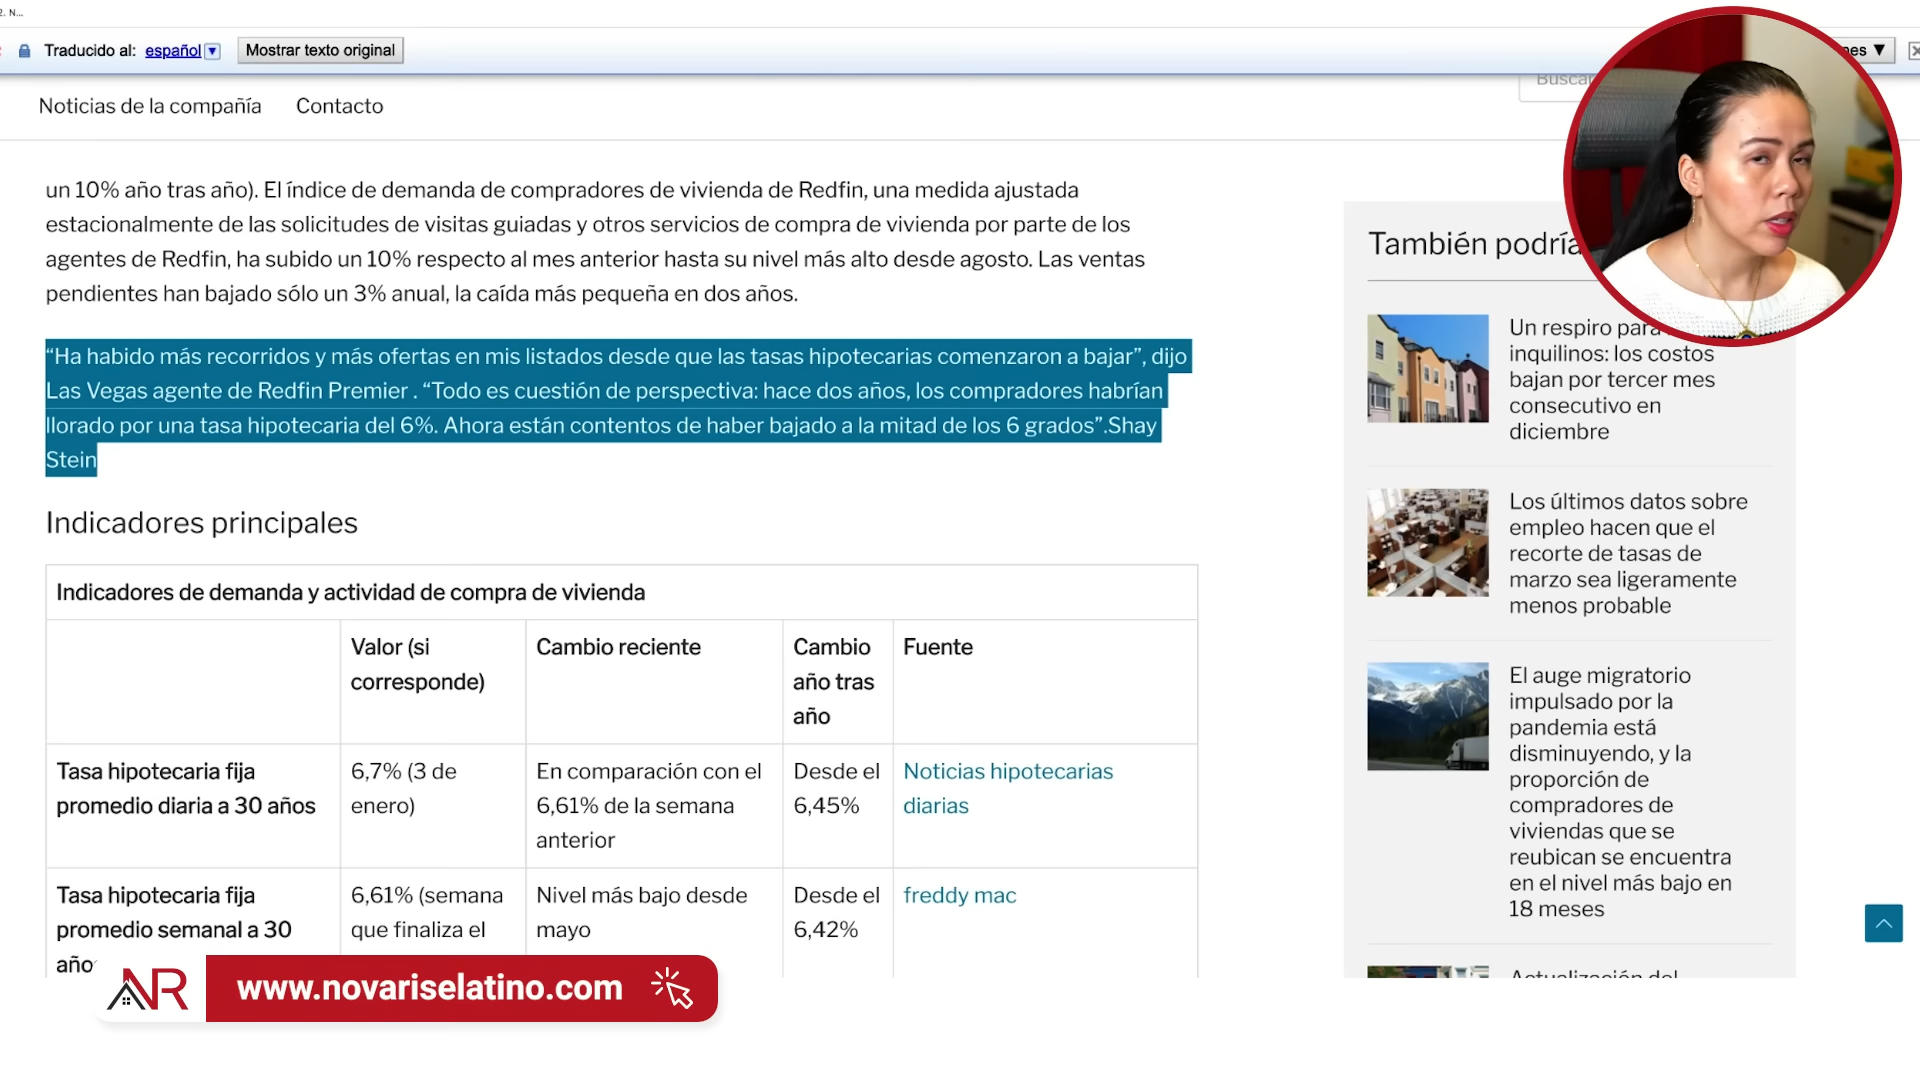 2. N...
Traducido al: español
Mostrar texto original
nes ▼
Noticias de la compañía
Contacto
Buscar
un 10% año tras año). El índice de demanda de compradores de vivienda de Redfin, una medida ajustada
estacionalmente de las solicitudes de visitas guiadas y otros servicios de compra de vivienda por parte de los
agentes de Redfin, ha subido un 10% respecto al mes anterior hasta su nivel más alto desde agosto. Las ventas
pendientes han bajado sólo un 3% anual, la caída más pequeña en dos años.
“Ha habido más recorridos y más ofertas en mis listados desde que las tasas hipotecarias comenzaron a bajar”, dijo
Las Vegas agente de Redfin Premier . “Todo es cuestión de perspectiva: hace dos años, los compradores habrían
llorado por una tasa hipotecaria del 6%. Ahora están contentos de haber bajado a la mitad de los 6 grados”.Shay
Stein
Indicadores principales
Indicadores de demanda y actividad de compra de vivienda
Valor (si
corresponde)
Cambio reciente
Cambio
año tras
año
Fuente
Tasa hipotecaria fija
promedio diaria a 30 años
6,7% (3 de
enero)
En comparación con el
6,61% de la semana
anterior
Desde el
6,45%
Noticias hipotecarias
diarias
Tasa hipotecaria fija
promedio semanal a 30
año
6,61% (semana
que finaliza el
Nivel más bajo desde
mayo
Desde el
6,42%
freddy mac
También podría
Un respiro para
inquilinos: los costos
bajan por tercer mes
consecutivo en
diciembre
Los últimos datos sobre
empleo hacen que el
recorte de tasas de
marzo sea ligeramente
menos probable
El auge migratorio
impulsado por la
pandemia está
disminuyendo, y la
proporción de
compradores de
viviendas que se
reubican se encuentra
en el nivel más bajo en
18 meses
Actualización del
NR
www.novariselatino.com